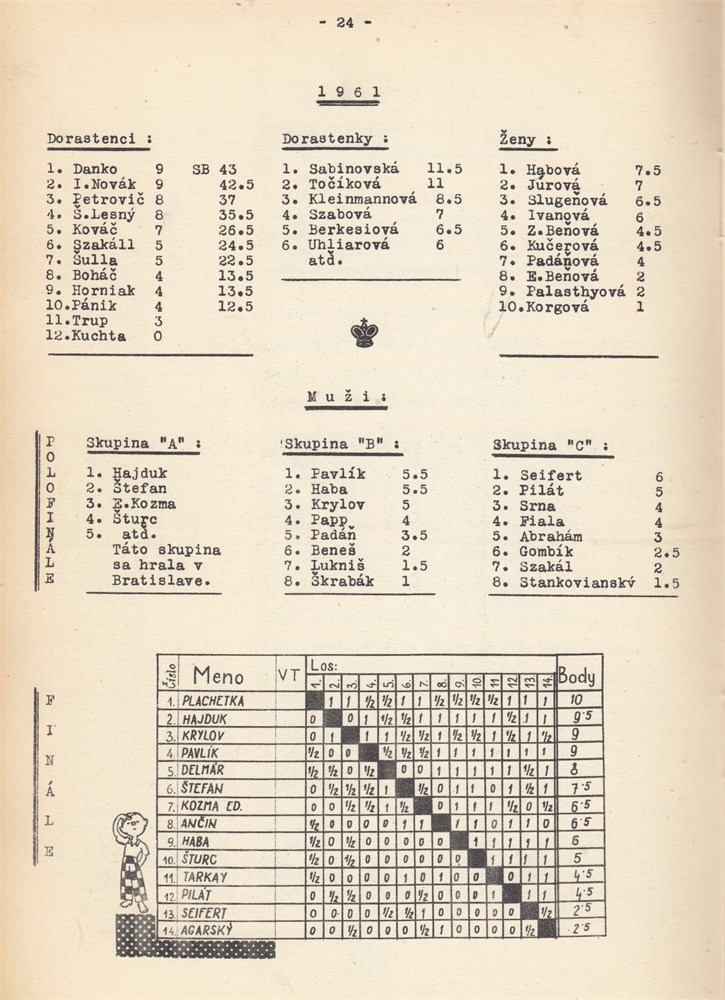 - 24 -
1 9 6 1
Dorastenci :
1. Danko 9 SB 43
2. I.Novák 9 42.5
3. Petrovič 8 37
4. Š.Lesný 8 35.5
5. Kováč 7 26.5
6. Szakáll 5 24.5
7. Šulla 5 22.5
8. Boháč 4 13.5
9. Horniak 4 13.5
10.Pánik 4 12.5
11.Trup 3
12.Kuchta 0
Dorastenky :
1. Sabinovská 11.5
2. Točíková 11
3. Kleinmannová 8.5
4. Szabová 7
5. Berkesiová 6.5
6. Uhliarová 6
atď.
Ženy :
1. Habová 7.5
2. Júrová 7
3. Slugeňová 6.5
4. Ivanová 6
5. Z.Beňová 4.5
6. Kučerová 4.5
7. Padáňová 4
8. E.Beňová 2
9. Palasthyová 2
10.Korgová 1
M u ž i :
POLOFINÁLE
Skupina "A" :
1. Hajduk
2. Štefan
3. E.Kozma
4. Šturc
5. atď.
Táto skupina
sa hrala v
Bratislave.
Skupina "B" :
1. Pavlík 5.5
2. Haba 5.5
3. Krylov 5
4. Papp 4
5. Padáň 3.5
6. Beneš 2
7. Lukniš 1.5
8. Škrabák 1
Skupina "C" :
1. Seifert 6
2. Pilát 5
3. Srna 4
4. Fiala 4
5. Abrahám 3
6. Gombík 2.5
7. Szakál 2
8. Stankovianský 1.5
FINÁLE
Číslo Meno VT Los: Body
1. 2. 3. 4. 5. 6. 7. 8. 9. 10. 11. 12. 13. 14.
1. PLACHETKA 1 1 ½ ½ 1 1 ½ ½ ½ ½ 1 1 1 10
2. HAJDUK 0 0 1 ½ ½ 1 1 1 1 1 ½ 1 1 9·5
3. KRYLOV 0 1 1 1 ½ ½ 1 ½ ½ 1 ½ 1 ½ 9
4. PAVLÍK ½ 0 0 ½ ½ ½ 1 1 1 1 1 1 1 9
5. DELMÁR ½ ½ 0 ½ 0 0 1 1 1 1 1 ½ 1 8
6. ŠTEFAN 0 ½ ½ ½ 1 ½ 0 1 1 0 1 ½ 1 7·5
7. KOZMA ED. 0 0 ½ ½ 1 ½ 0 1 1 1 ½ 0 ½ 6·5
8. ANČIN ½ 0 0 0 0 1 1 1 1 0 1 1 0 6·5
9. HABA ½ 0 ½ 0 0 0 0 0 1 1 1 1 1 6
10. ŠTURC ½ 0 ½ 0 0 0 0 0 0 1 1 1 1 5
11. TARKAY ½ 0 0 0 0 1 0 1 0 0 0 1 1 4·5
12. PILÁT 0 ½ ½ 0 0 0 ½ 0 0 0 1 1 1 4·5
13. SEIFERT 0 0 0 0 ½ ½ 1 0 0 0 0 0 ½ 2·5
14. AGARSKÝ 0 0 ½ 0 0 0 ½ 1 0 0 0 0 ½ 2·5